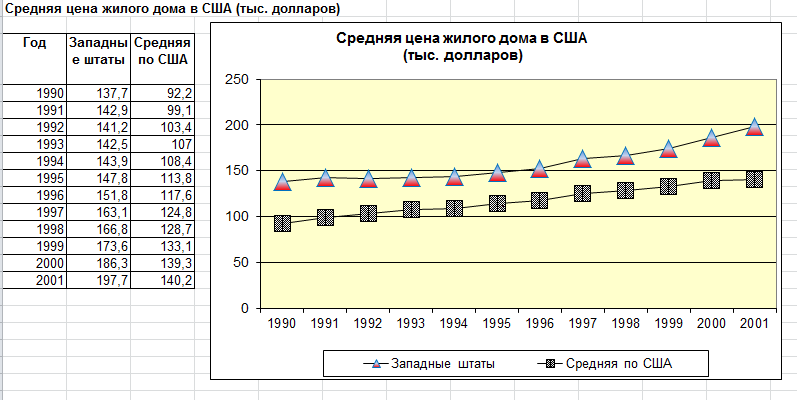 Средняя цена жилого дома в США (тыс. долларов)
Год Западны Средняя
е штаты по США
1990 137,7 92,2
1991 142,9 99,1
1992 141,2 103,4
1993 142,5 107
1994 143,9 108,4
1995 147,8 113,8
1996 151,8 117,6
1997 163,1 124,8
1998 166,8 128,7
1999 173,6 133,1
2000 186,3 139,3
2001 197,7 140,2
Средняя цена жилого дома в США
(тыс. долларов)
250
200
150
100
50
0
1990 1991 1992 1993 1994 1995 1996 1997 1998 1999 2000 2001
Западные штаты Средняя по США